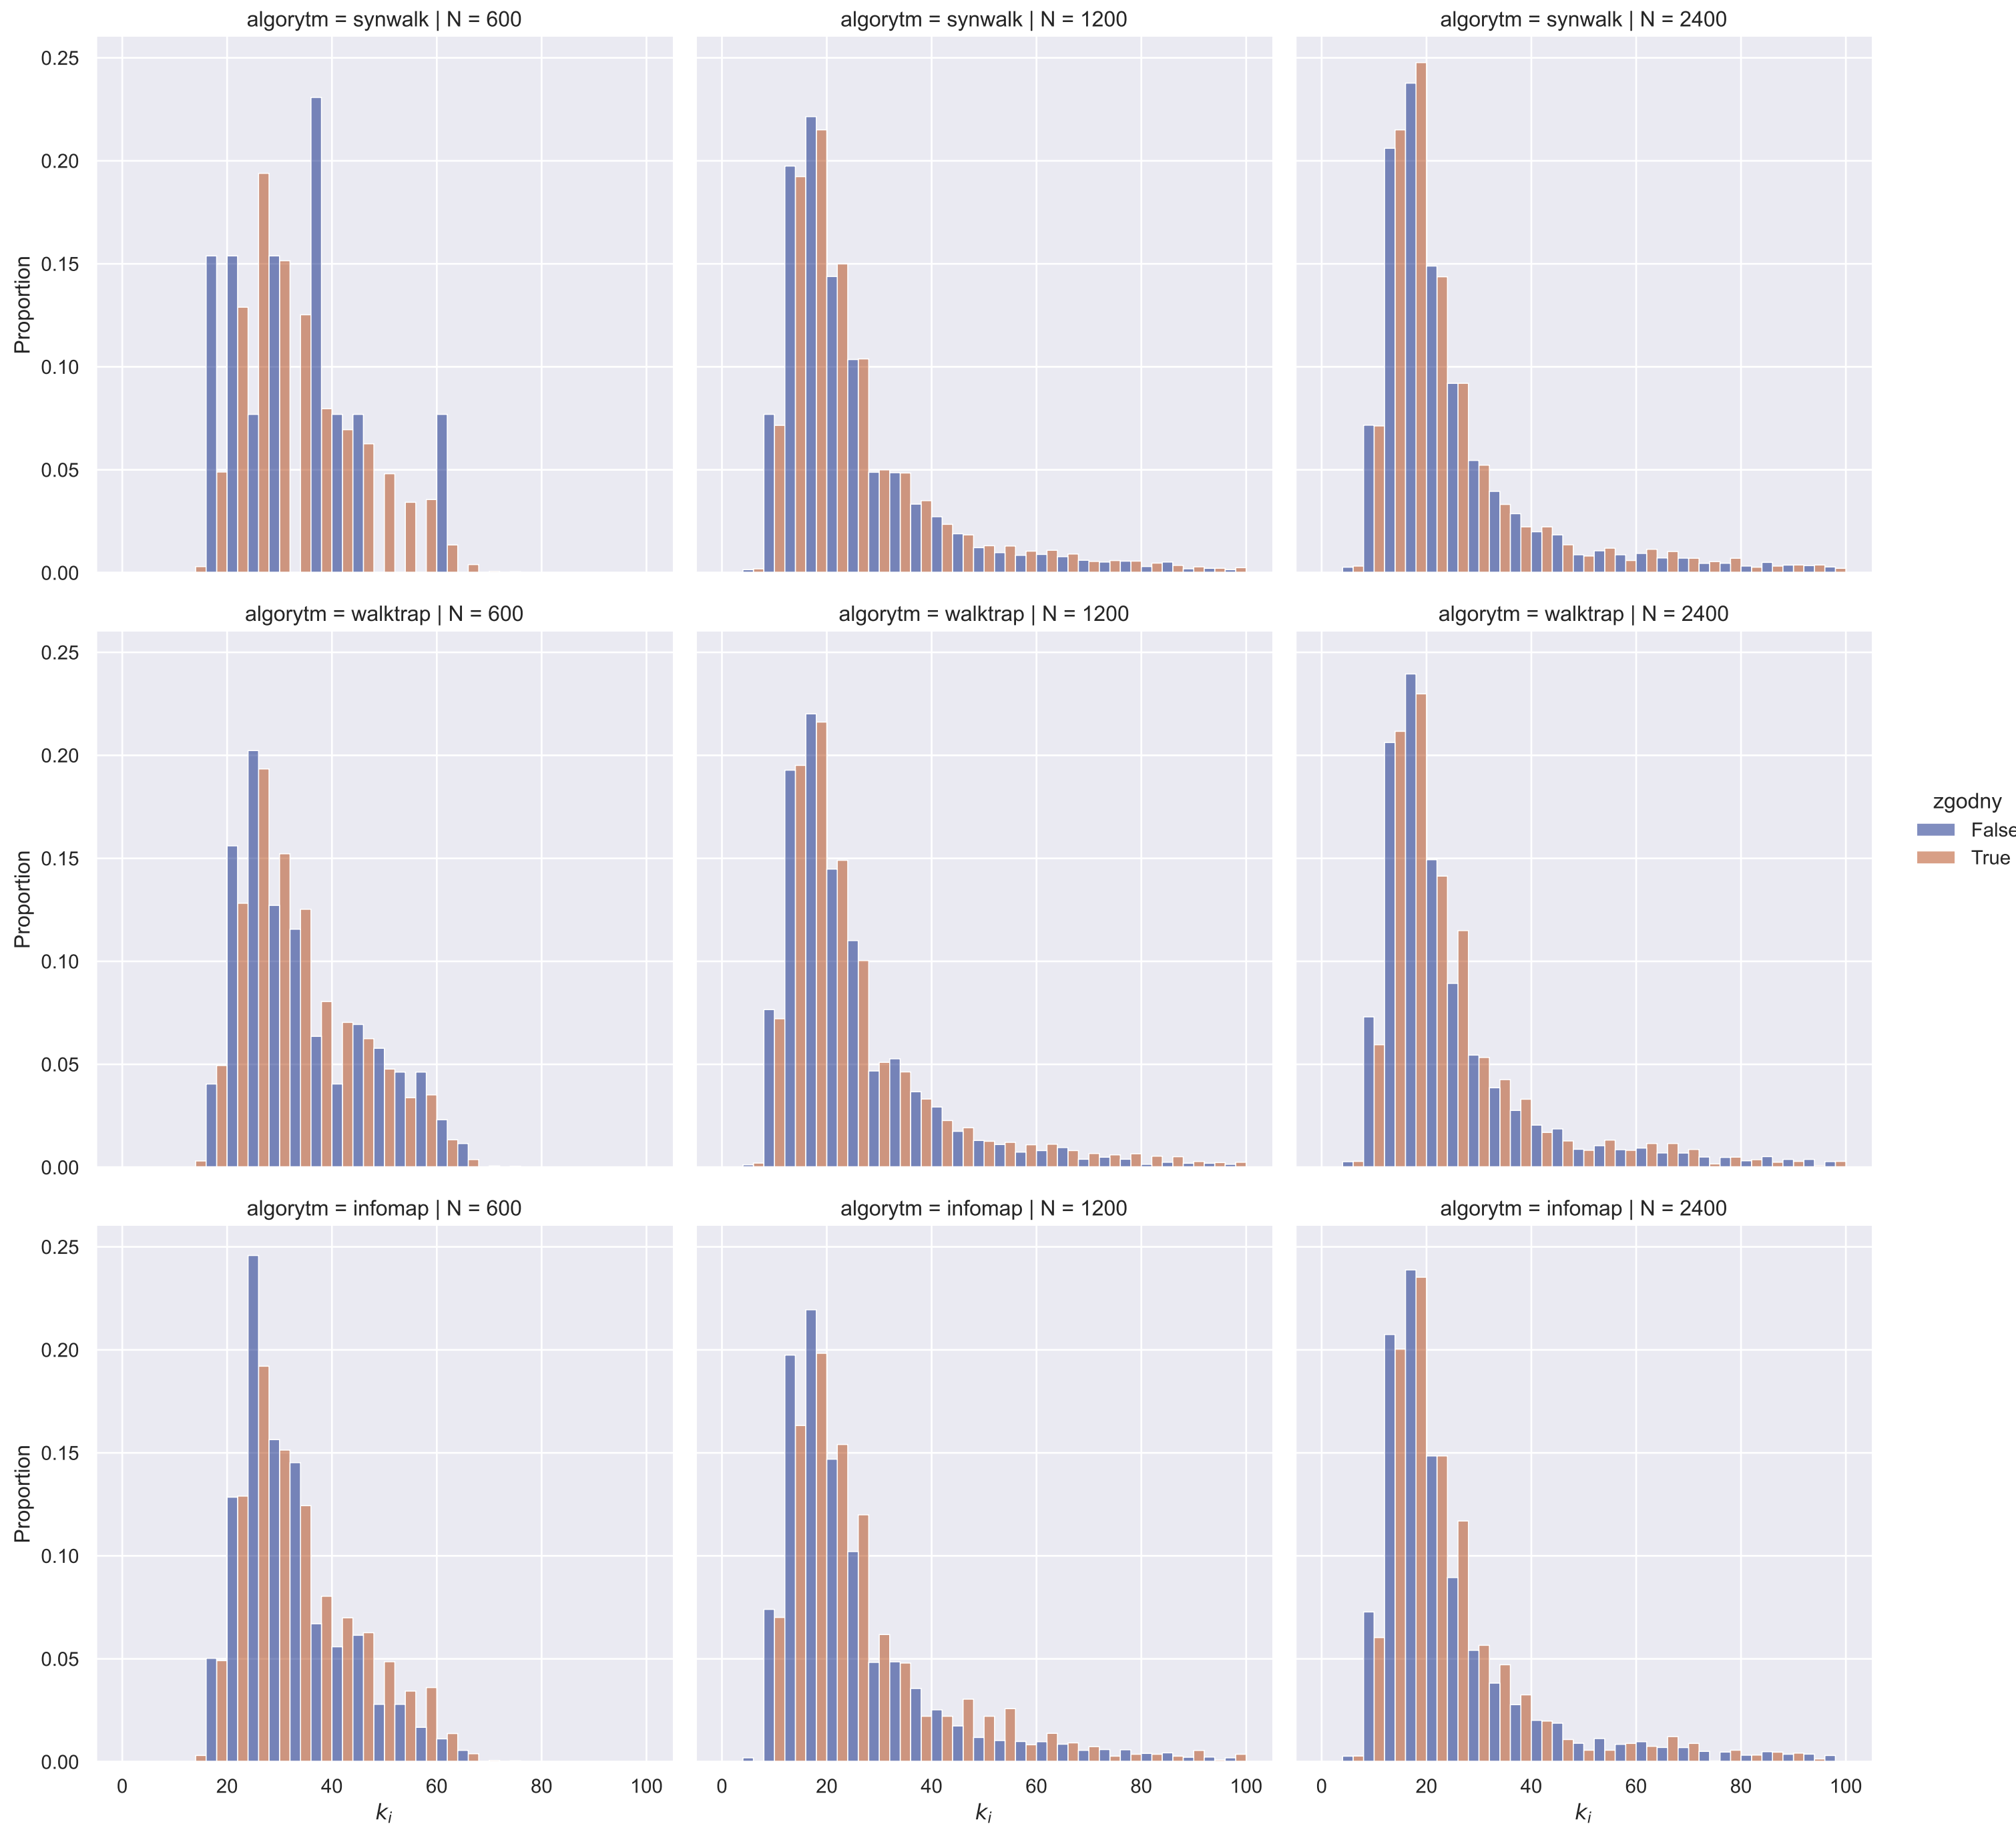 algorytm = synwalk | N = 600
algorytm = synwalk | N = 1200
algorytm = synwalk | N = 2400
0.25
0.20
0.15
0.10
0.05
0.00
Proportion
algorytm = walktrap | N = 600
algorytm = walktrap | N = 1200
algorytm = walktrap | N = 2400
0.25
0.20
0.15
0.10
0.05
0.00
Proportion
zgodny
False
True
algorytm = infomap | N = 600
algorytm = infomap | N = 1200
algorytm = infomap | N = 2400
0.25
0.20
0.15
0.10
0.05
0.00
Proportion
0 20 40 60 80 100
0 20 40 60 80 100
0 20 40 60 80 100
k_i
k_i
k_i